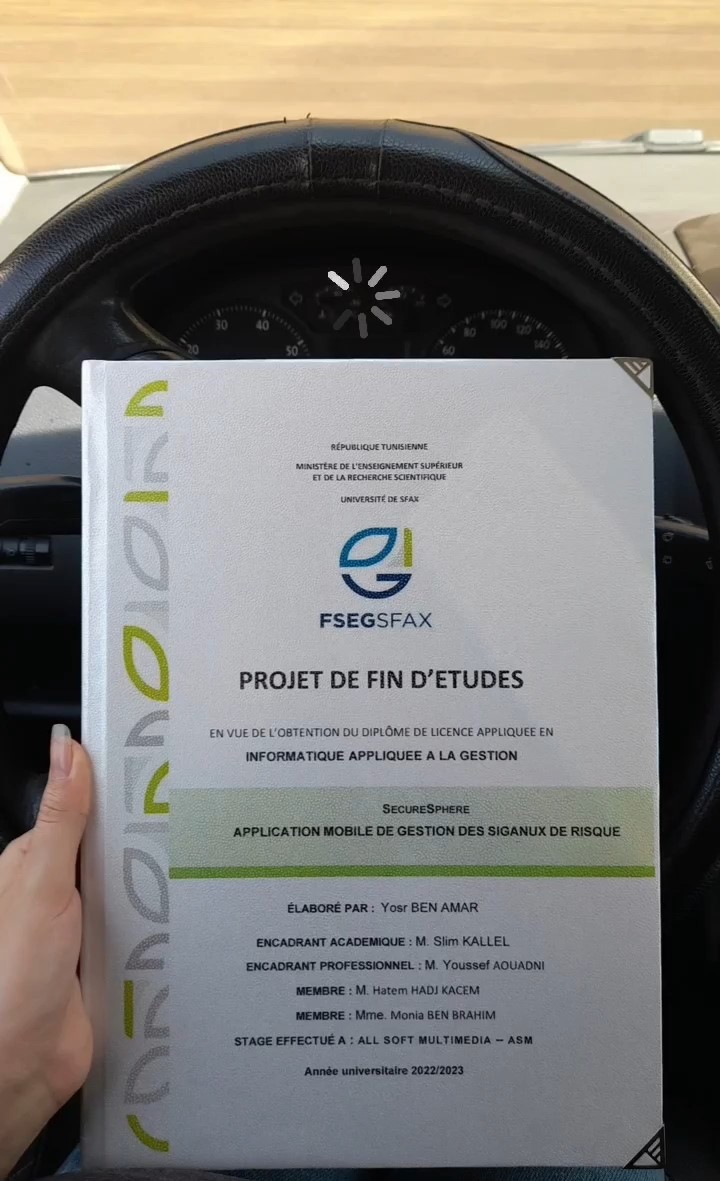 30 40
20 50
80 100 120
60 140
RÉPUBLIQUE TUNISIENNE
MINISTÈRE DE L'ENSEIGNEMENT SUPÉRIEUR
ET DE LA RECHERCHE SCIENTIFIQUE
UNIVERSITÉ DE SFAX
FSEGSFAX
PROJET DE FIN D'ETUDES
EN VUE DE L'OBTENTION DU DIPLÔME DE LICENCE APPLIQUEE EN
INFORMATIQUE APPLIQUEE A LA GESTION
SECURESPHERE
APPLICATION MOBILE DE GESTION DES SIGANUX DE RISQUE
ÉLABORÉ PAR : Yosr BEN AMAR
ENCADRANT ACADEMIQUE : M. Slim KALLEL
ENCADRANT PROFESSIONNEL : M. Youssef AOUADNI
MEMBRE : M. Hatem HADJ KACEM
MEMBRE : Mme. Monia BEN BRAHIM
STAGE EFFECTUÉ A : ALL SOFT MULTIMEDIA – ASM
Année universitaire 2022/2023